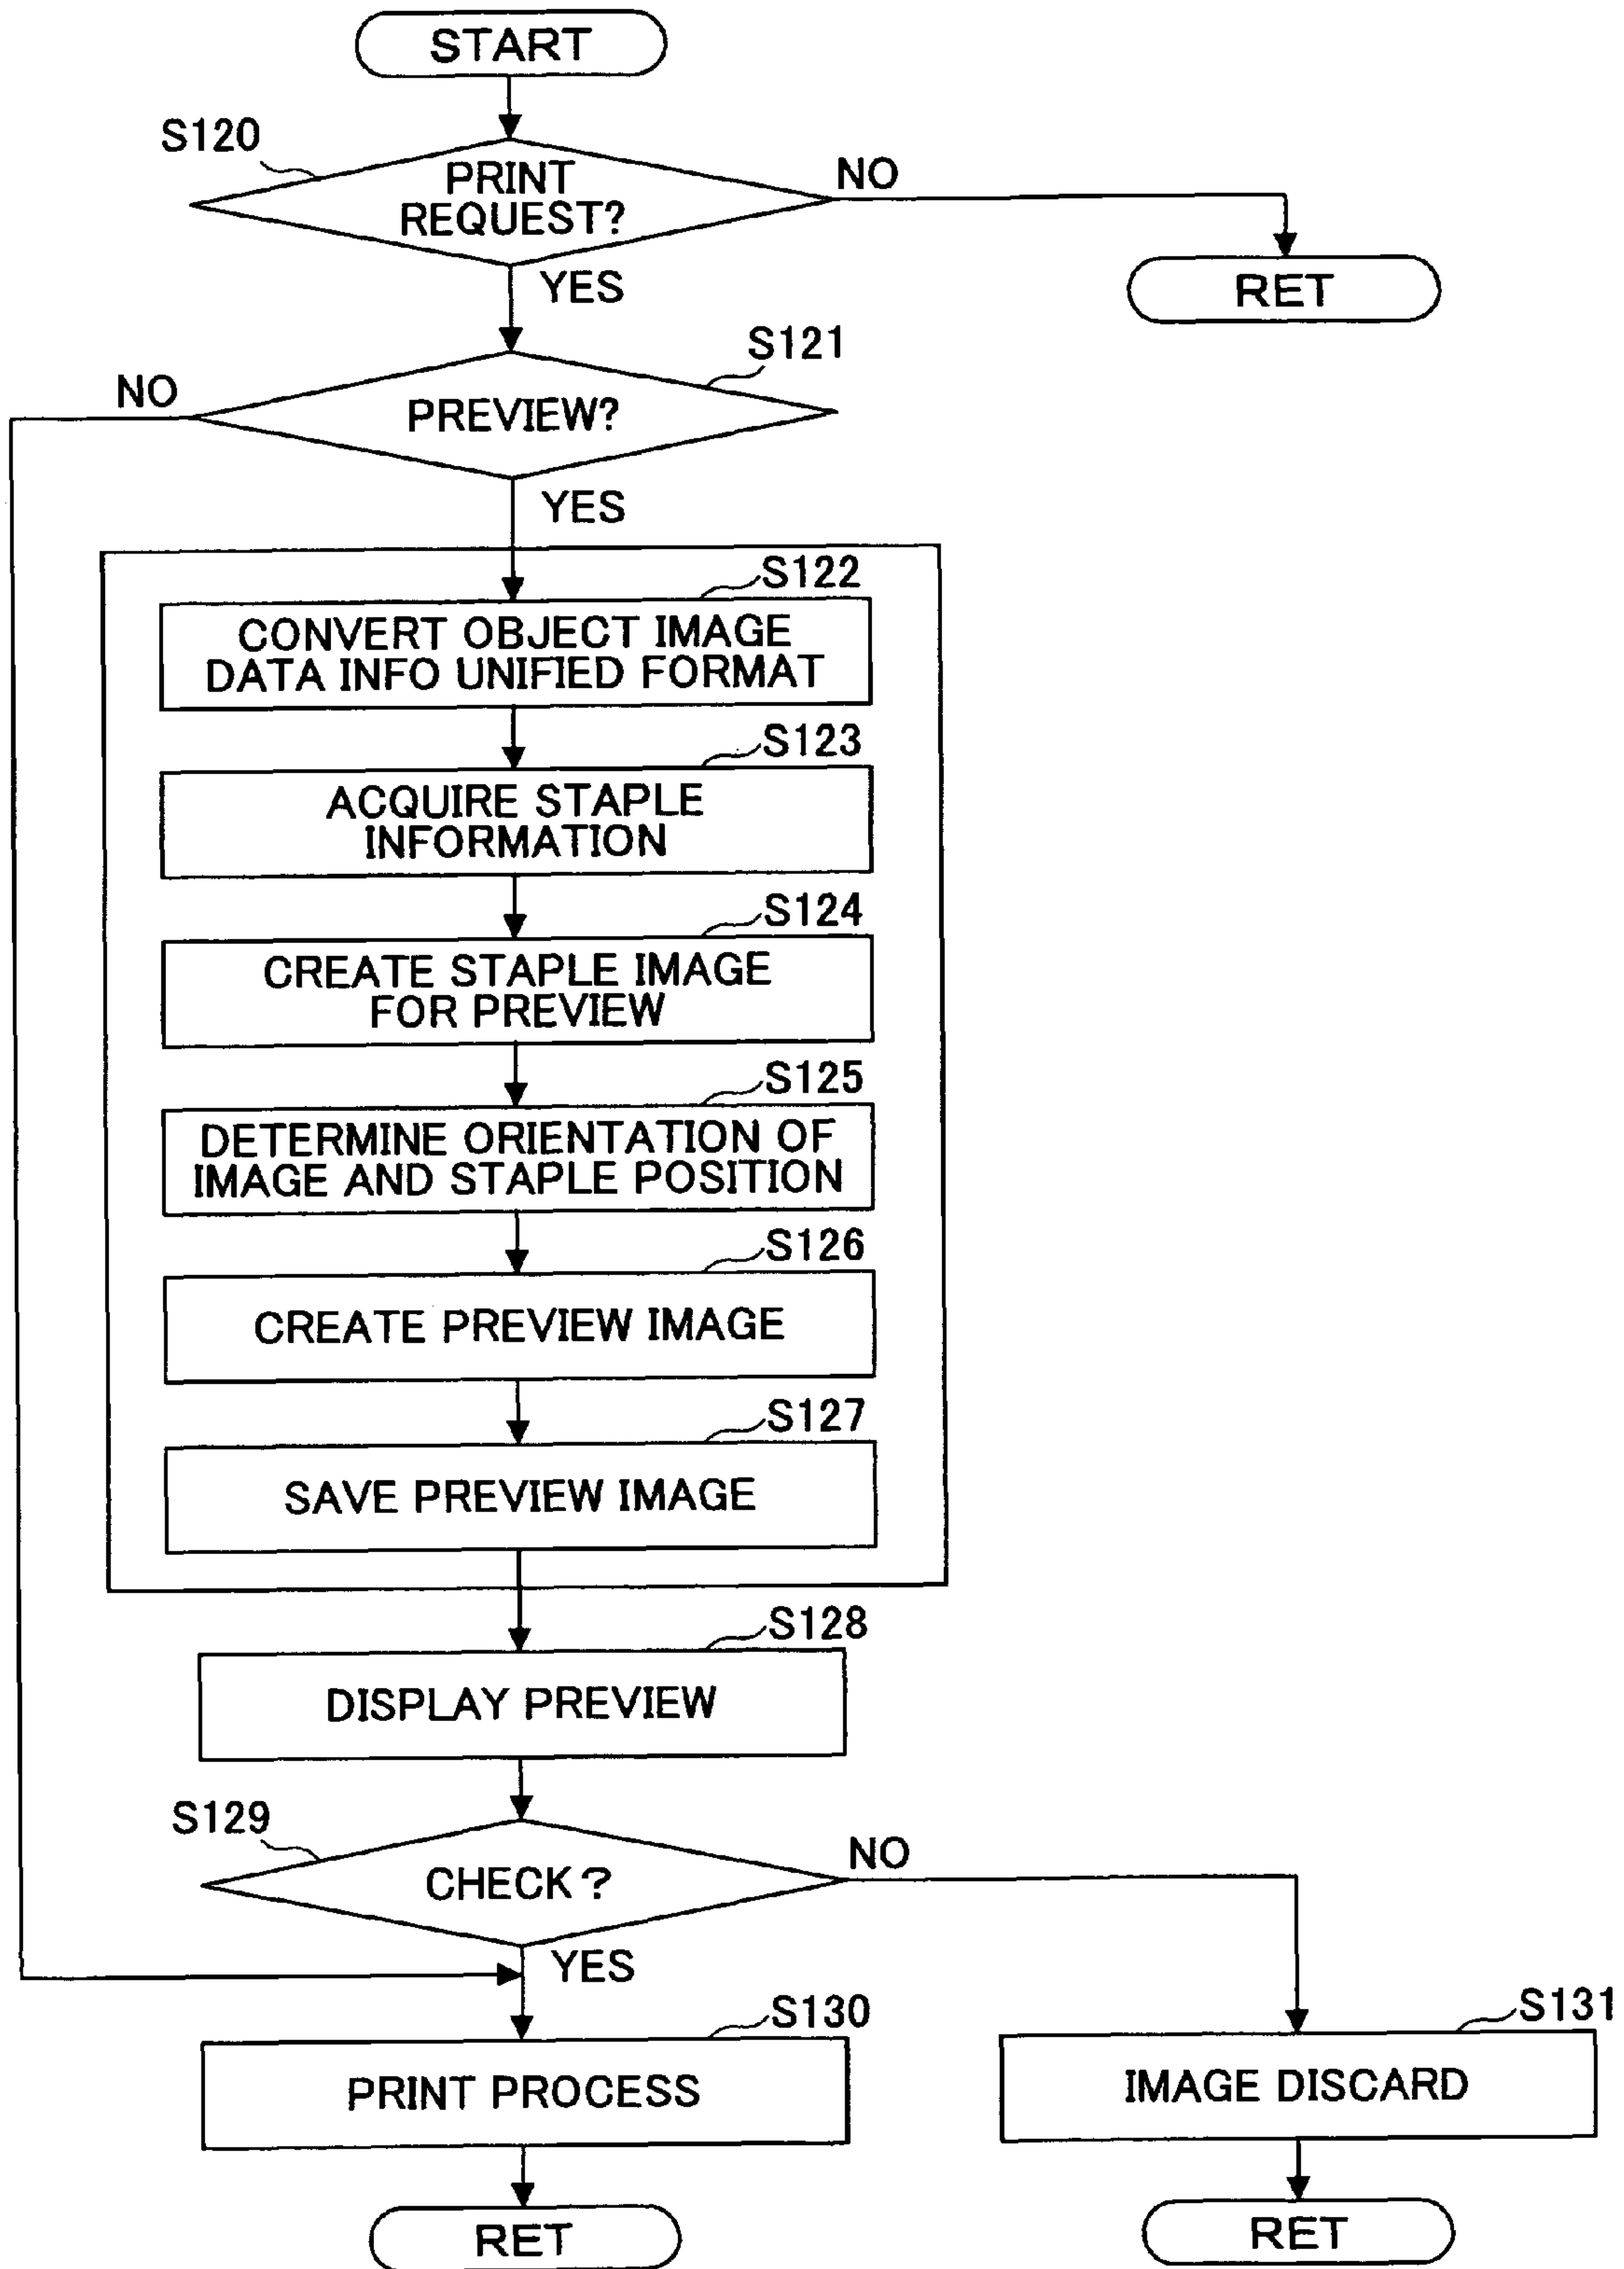 START
S120
PRINT
REQUEST?
NO
RET
YES
S121
NO
PREVIEW?
YES
S122
CONVERT OBJECT IMAGE
DATA INFO UNIFIED FORMAT
S123
ACQUIRE STAPLE
INFORMATION
S124
CREATE STAPLE IMAGE
FOR PREVIEW
S125
DETERMINE ORIENTATION OF
IMAGE AND STAPLE POSITION
S126
CREATE PREVIEW IMAGE
S127
SAVE PREVIEW IMAGE
S128
DISPLAY PREVIEW
S129
CHECK?
NO
YES
S130
PRINT PROCESS
S131
IMAGE DISCARD
RET
RET